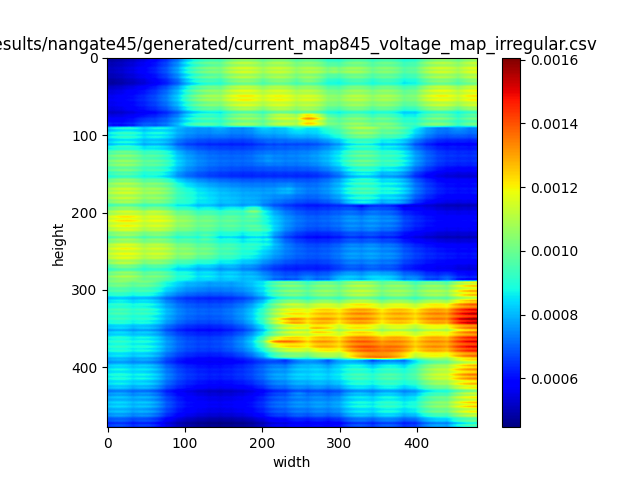 esults/nangate45/generated/current_map845_voltage_map_irregular.csv
0
100
200
300
400
height
0 100 200 300 400
width
0.0016
0.0014
0.0012
0.0010
0.0008
0.0006